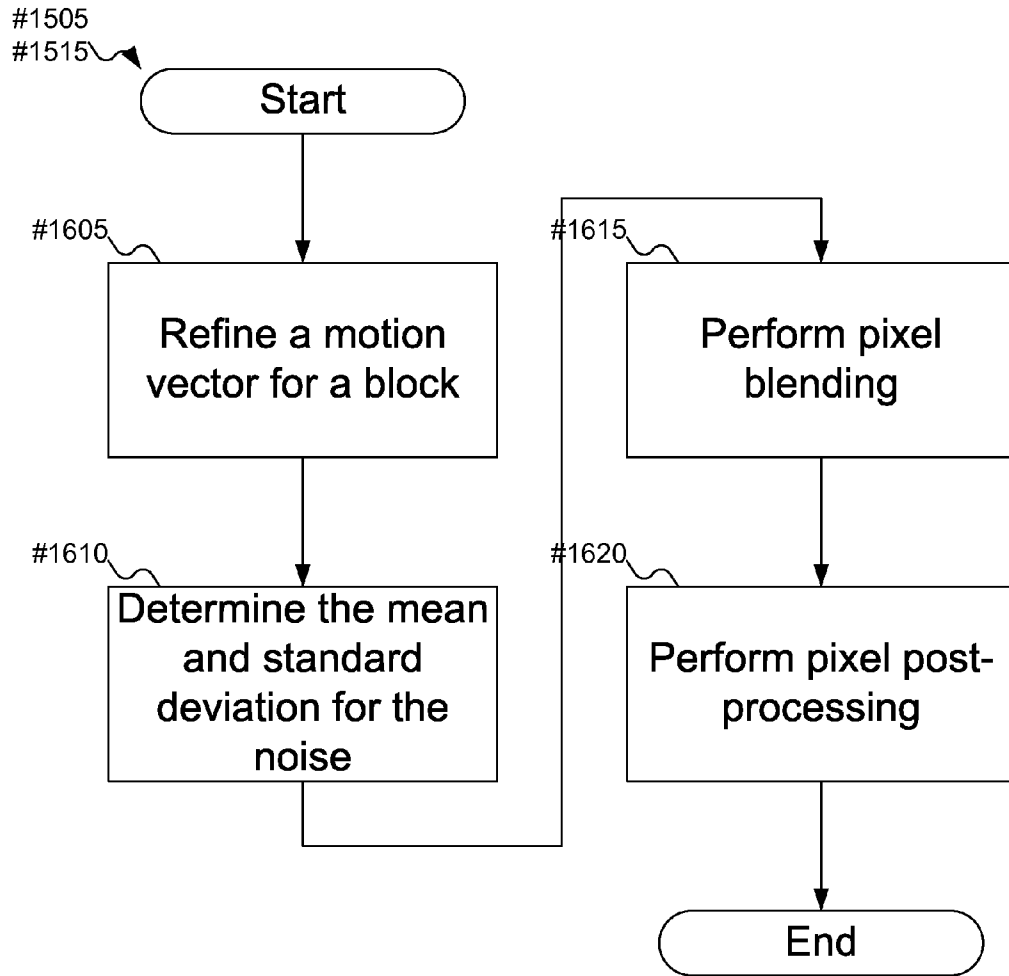 #1505
#1515
Start
#1605
Refine a motion
vector for a block
#1610
Determine the mean
and standard
deviation for the
noise
#1615
Perform pixel
blending
#1620
Perform pixel post-
processing
End